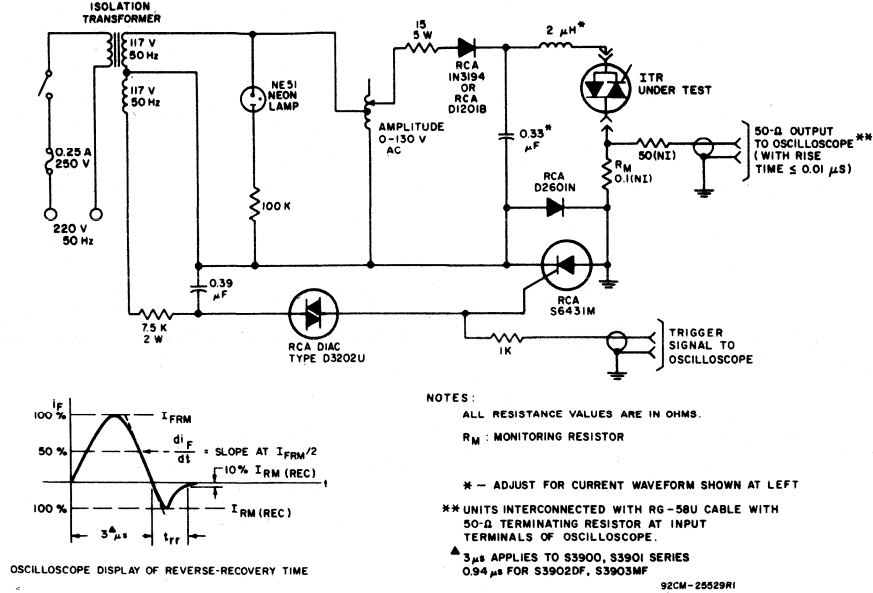 ISOLATION
TRANSFORMER
117 V
50 Hz
117 V
50 Hz
0.25 A
250 V
220 V
50 Hz
NE51
NEON
LAMP
100 K
AMPLITUDE
0-130 V
AC
15
5 W
RCA
IN3194
OR
RCA
D1201B
2 μH*
ITR
UNDER TEST
0.33*
μF
50(NI)
RM
0.1(NI)
50-Ω OUTPUT
TO OSCILLOSCOPE **
(WITH RISE
TIME ≤ 0.01 μS)
RCA
D2601N
RCA
S6431M
0.39
μF
7.5 K
2 W
RCA DIAC
TYPE D3202U
1K
TRIGGER
SIGNAL TO
OSCILLOSCOPE
iF
100 %
IFRM
50 %
diF
dt
= SLOPE AT IFRM/2
10% IRM (REC)
t
100 %
IRM (REC)
3▲μs
trr
OSCILLOSCOPE DISPLAY OF REVERSE-RECOVERY TIME
NOTES:
ALL RESISTANCE VALUES ARE IN OHMS.
RM : MONITORING RESISTOR
* - ADJUST FOR CURRENT WAVEFORM SHOWN AT LEFT
** UNITS INTERCONNECTED WITH RG-58U CABLE WITH
50-Ω TERMINATING RESISTOR AT INPUT
TERMINALS OF OSCILLOSCOPE.
▲ 3μs APPLIES TO S3900, S3901 SERIES
0.94 μs FOR S3902DF, S3903MF
92CM-25529R1